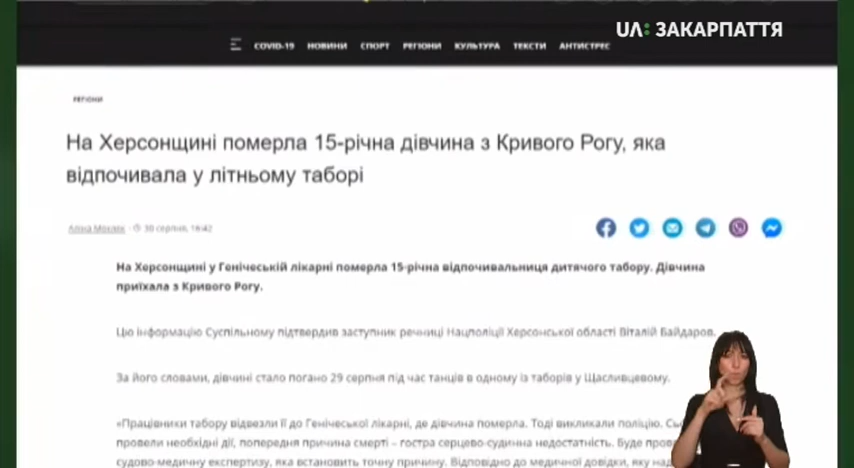 UA: ЗАКАРПАТТЯ
COVID-19 НОВИНИ СПОРТ РЕГІОНИ КУЛЬТУРА ТЕКСТИ АНТИСТРЕС
РЕГІОНИ
На Херсонщині померла 15-річна дівчина з Кривого Рогу, яка
відпочивала у літньому таборі
30 серпня, 16:42
На Херсонщині у Генічеській лікарні померла 15-річна відпочивальниця дитячого табору. Дівчина
приїхала з Кривого Рогу.
Цю інформацію Суспільному підтвердив заступник речниці Нацполіції Херсонської області Віталій Байдаров.
За його словами, дівчині стало погано 29 серпня під час танців в одному із таборів у Щасливцевому.
«Працівники табору відвезли її до Генічеської лікарні, де дівчина померла. Тоді викликали поліцію.
провели необхідні дії, попередня причина смерті – гостра серцево-судинна недостатність. Буде
судово-медичну експертизу, яка встановить точну причину. Відповідно до медичної довідки, яку